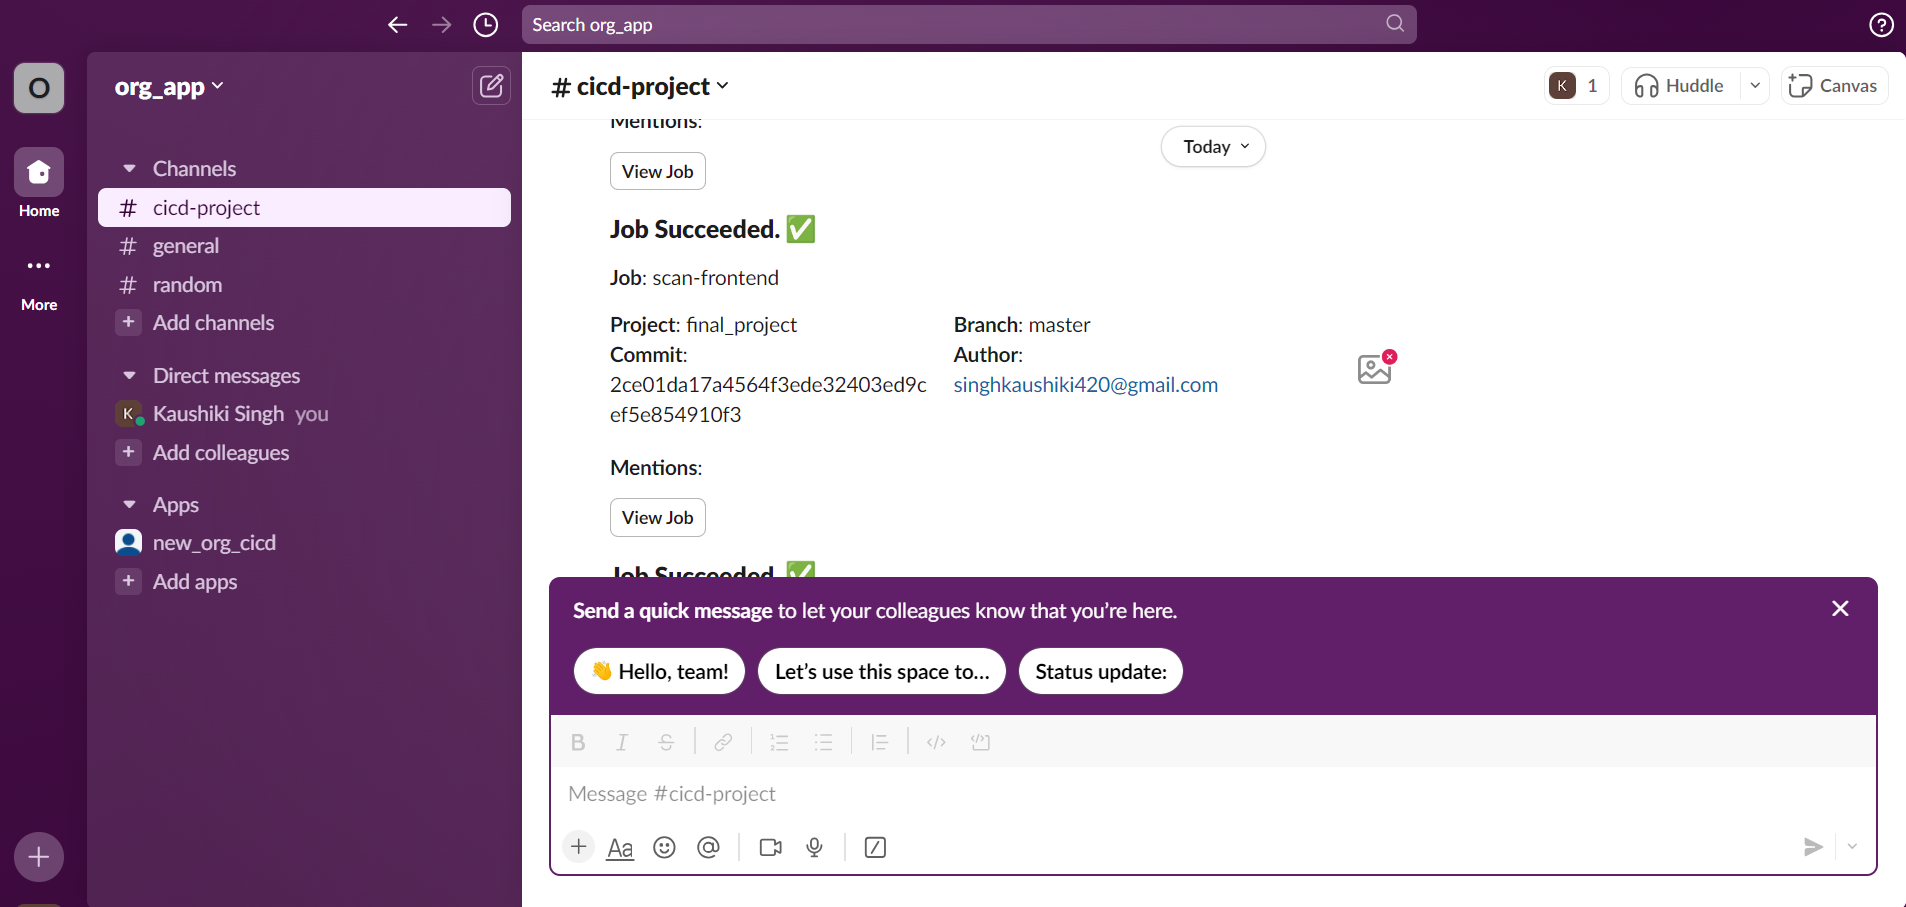 Search org_app
O
org_app
# cicd-project
K 1
Huddle
Canvas
Home
More
Channels
# cicd-project
# general
# random
+ Add channels
Direct messages
K Kaushiki Singh you
+ Add colleagues
Apps
new_org_cicd
+ Add apps
Mentions:
Today
View Job
Job Succeeded. ✅
Job: scan-frontend
Project: final_project
Branch: master
Commit:
2ce01da17a4564f3ede32403ed9c
ef5e854910f3
Author:
singhkaushiki420@gmail.com
Mentions:
View Job
Job Succeeded. ✅
Send a quick message to let your colleagues know that you’re here.
👋 Hello, team!
Let’s use this space to...
Status update:
Message #cicd-project
Aa